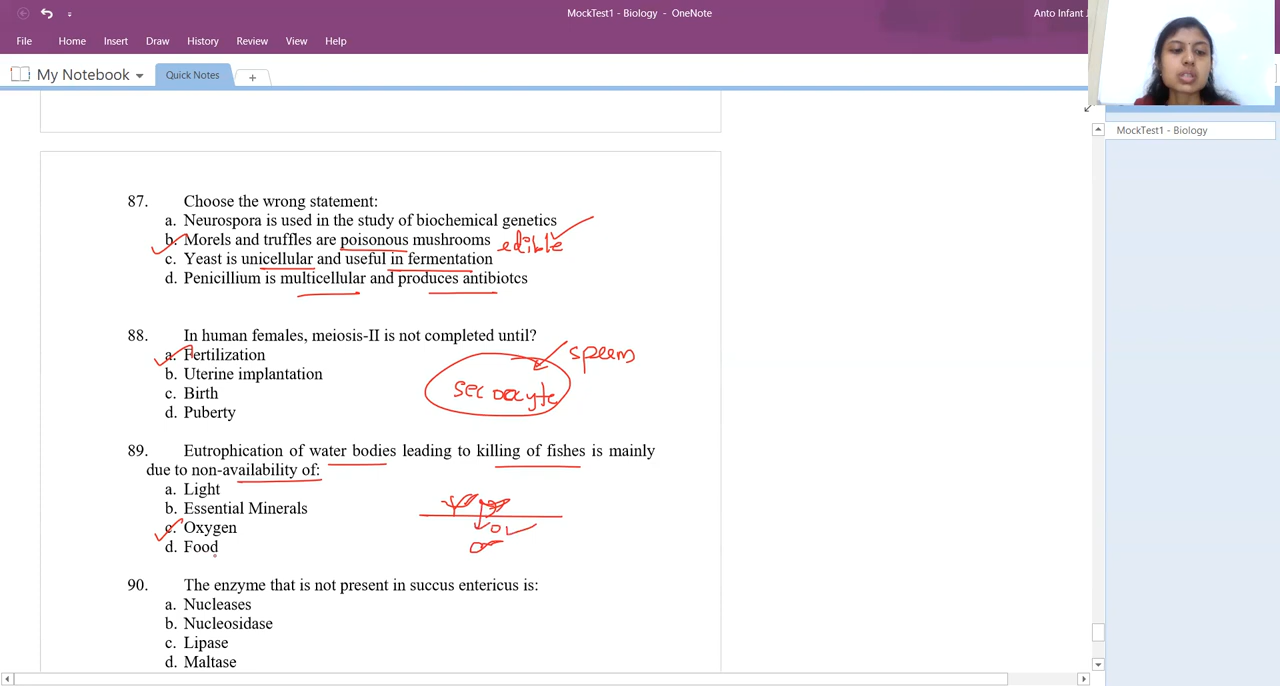 MockTest1 - Biology - OneNote
Anto Infant J
File Home Insert Draw History Review View Help
My Notebook Quick Notes +
MockTest1 - Biology
87. Choose the wrong statement:
a. Neurospora is used in the study of biochemical genetics
b. Morels and truffles are poisonous mushrooms edible
c. Yeast is unicellular and useful in fermentation
d. Penicillium is multicellular and produces antibiotcs
88. In human females, meiosis-II is not completed until?
a. Fertilization
b. Uterine implantation
c. Birth
d. Puberty
sperm
sec oocyte
89. Eutrophication of water bodies leading to killing of fishes is mainly
due to non-availability of:
a. Light
b. Essential Minerals
c. Oxygen
d. Food
90. The enzyme that is not present in succus entericus is:
a. Nucleases
b. Nucleosidase
c. Lipase
d. Maltase